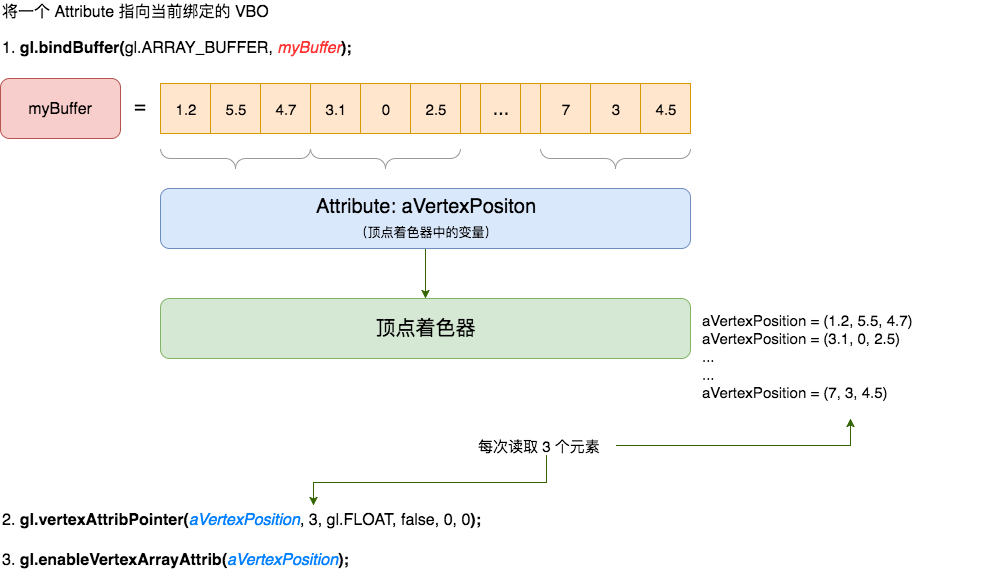 将一个 Attribute 指向当前绑定的 VBO
1. gl.bindBuffer(gl.ARRAY_BUFFER, myBuffer);
myBuffer = 1.2 5.5 4.7 3.1 0 2.5 ... 7 3 4.5
Attribute: aVertexPositon
(顶点着色器中的变量)
顶点着色器
aVertexPosition = (1.2, 5.5, 4.7)
aVertexPosition = (3.1, 0, 2.5)
...
...
aVertexPosition = (7, 3, 4.5)
每次读取 3 个元素
2. gl.vertexAttribPointer(aVertexPosition, 3, gl.FLOAT, false, 0, 0);
3. gl.enableVertexArrayAttrib(aVertexPosition);